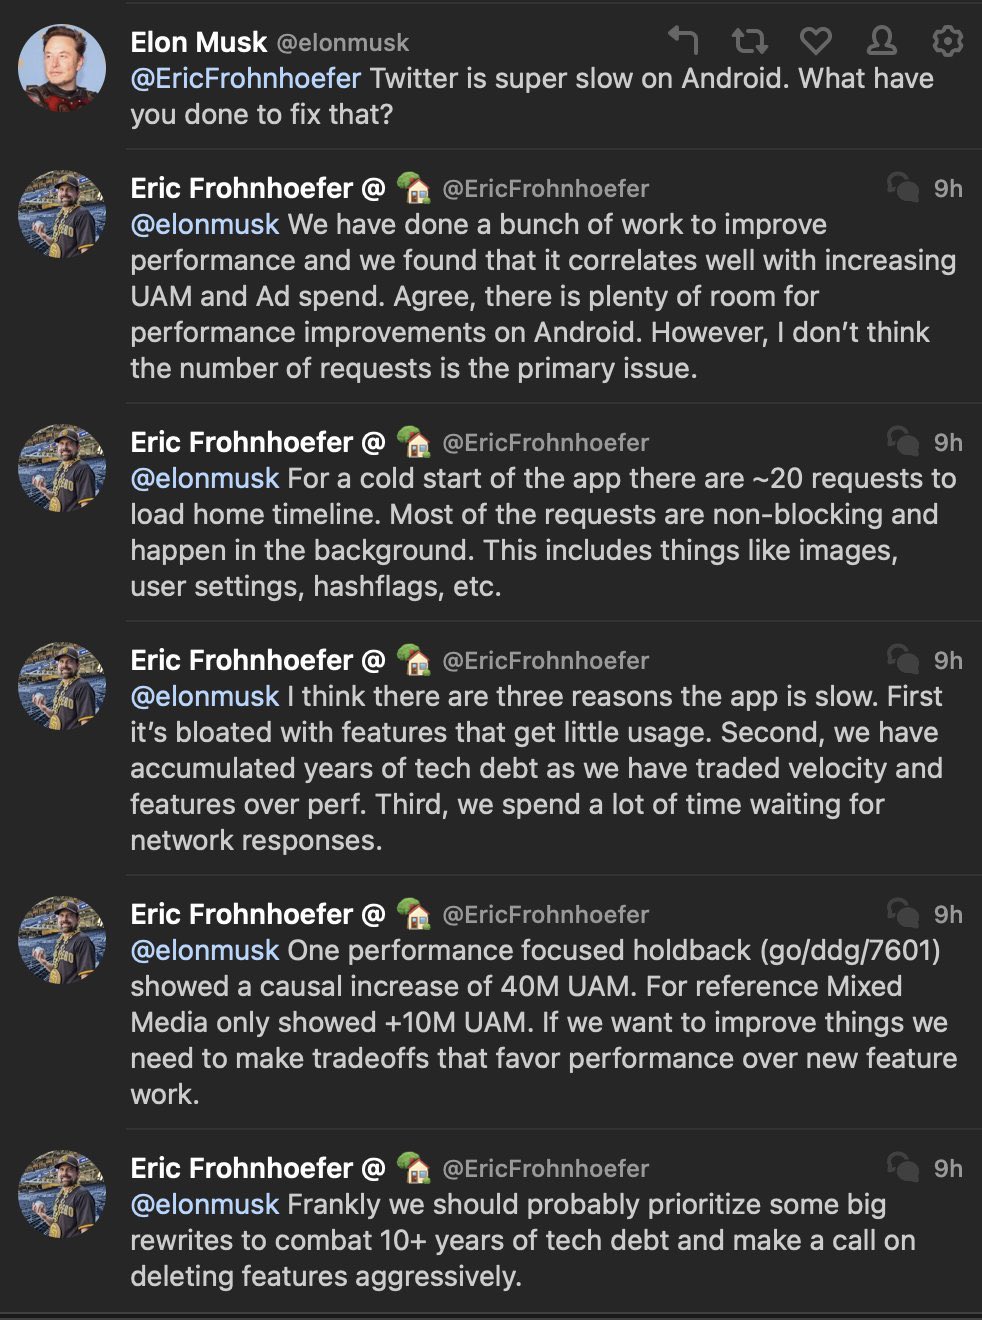 Elon Musk @elonmusk
@EricFrohnhoefer Twitter is super slow on Android. What have
you done to fix that?
Eric Frohnhoefer @ 🏡 @EricFrohnhoefer 9h
@elonmusk We have done a bunch of work to improve
performance and we found that it correlates well with increasing
UAM and Ad spend. Agree, there is plenty of room for
performance improvements on Android. However, I don’t think
the number of requests is the primary issue.
Eric Frohnhoefer @ 🏡 @EricFrohnhoefer 9h
@elonmusk For a cold start of the app there are ~20 requests to
load home timeline. Most of the requests are non-blocking and
happen in the background. This includes things like images,
user settings, hashflags, etc.
Eric Frohnhoefer @ 🏡 @EricFrohnhoefer 9h
@elonmusk I think there are three reasons the app is slow. First
it’s bloated with features that get little usage. Second, we have
accumulated years of tech debt as we have traded velocity and
features over perf. Third, we spend a lot of time waiting for
network responses.
Eric Frohnhoefer @ 🏡 @EricFrohnhoefer 9h
@elonmusk One performance focused holdback (go/ddg/7601)
showed a causal increase of 40M UAM. For reference Mixed
Media only showed +10M UAM. If we want to improve things we
need to make tradeoffs that favor performance over new feature
work.
Eric Frohnhoefer @ 🏡 @EricFrohnhoefer 9h
@elonmusk Frankly we should probably prioritize some big
rewrites to combat 10+ years of tech debt and make a call on
deleting features aggressively.